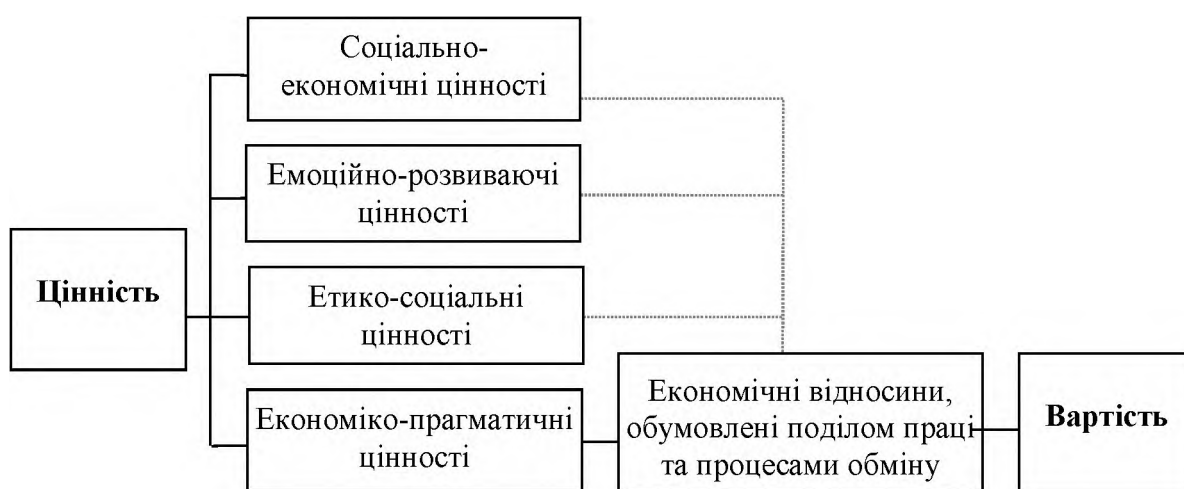 Соціально-
економічні цінності
Емоційно-розвиваючі
цінності
Цінність
Етико-соціальні
цінності
Економіко-прагматичні
цінності
Економічні відносини,
обумовлені поділом праці
та процесами обміну
Вартість